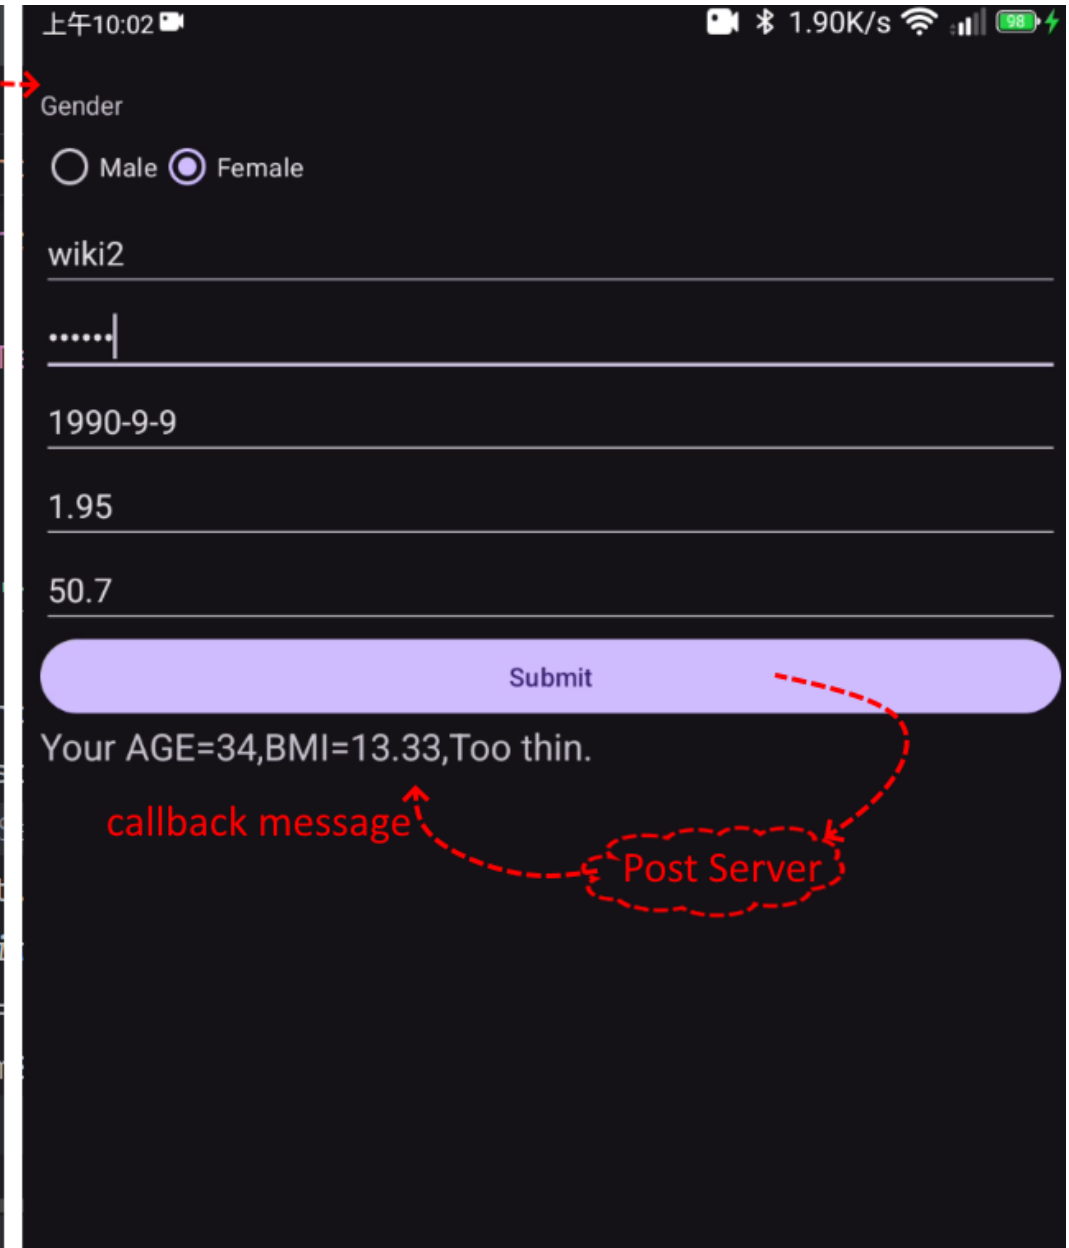 上午10:02 1.90K/s 98
Gender
Male Female
wiki2
••••••
1990-9-9
1.95
50.7
Submit
Your AGE=34,BMI=13.33,Too thin.
callback message
Post Server